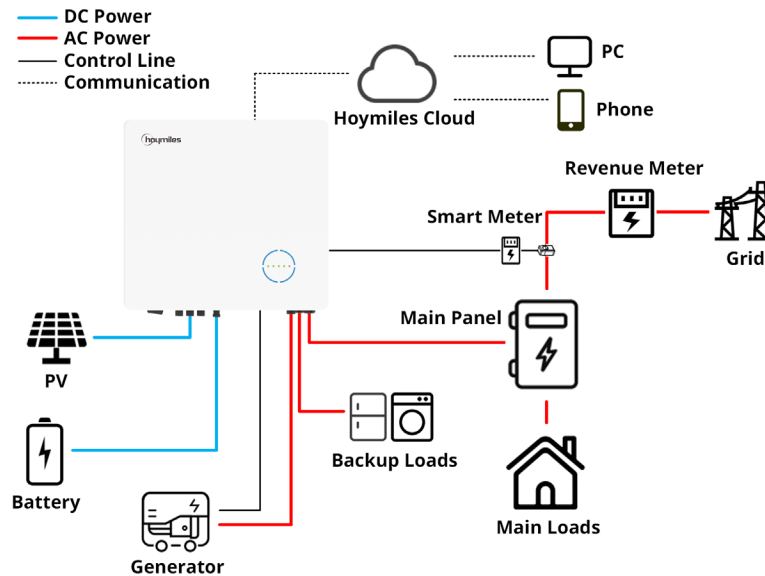 DC Power
AC Power
Control Line
Communication
PC
Hoymiles Cloud
Phone
hoymiles
Revenue Meter
Smart Meter
Grid
Main Panel
PV
Backup Loads
Battery
Main Loads
Generator